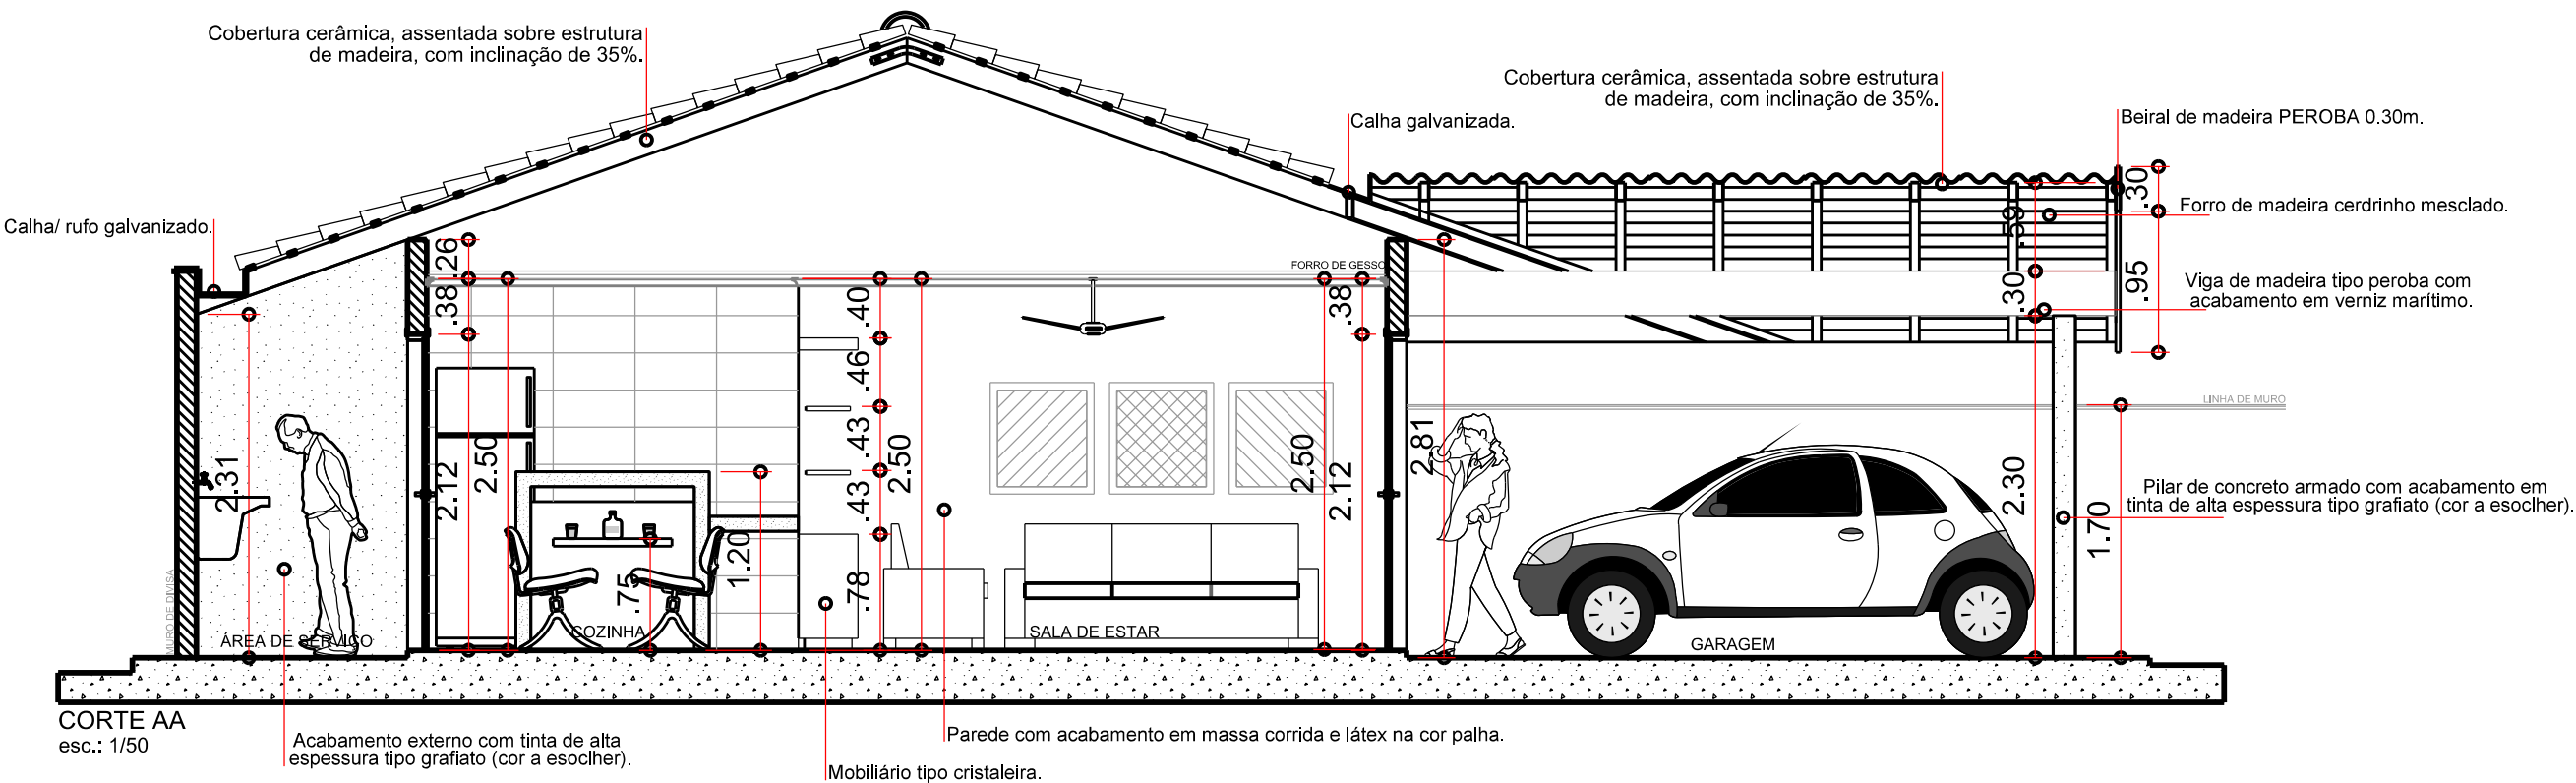 Cobertura cerâmica, assentada sobre estrutura
de madeira, com inclinação de 35%.
Cobertura cerâmica, assentada sobre estrutura
de madeira, com inclinação de 35%.
Calha galvanizada.
Beiral de madeira PEROBA 0.30m.
Calha/ rufo galvanizado.
Forro de madeira cerdrinho mesclado.
Viga de madeira tipo peroba com
acabamento em verniz marítimo.
FORRO DE GESSO
LINHA DE MURO
Pilar de concreto armado com acabamento em
tinta de alta espessura tipo grafiato (cor a esoclher).
.26
.38
2.31
2.12
2.50
.75
1.20
.40
.46
.43
.43
.78
2.50
2.50
.38
2.12
2.81
.59
.30
2.30
.30
.95
1.70
MURO DE DIVISA
ÁREA DE SERVIÇO
COZINHA
SALA DE ESTAR
GARAGEM
CORTE AA
esc.: 1/50
Acabamento externo com tinta de alta
espessura tipo grafiato (cor a esoclher).
Parede com acabamento em massa corrida e látex na cor palha.
Mobiliário tipo cristaleira.